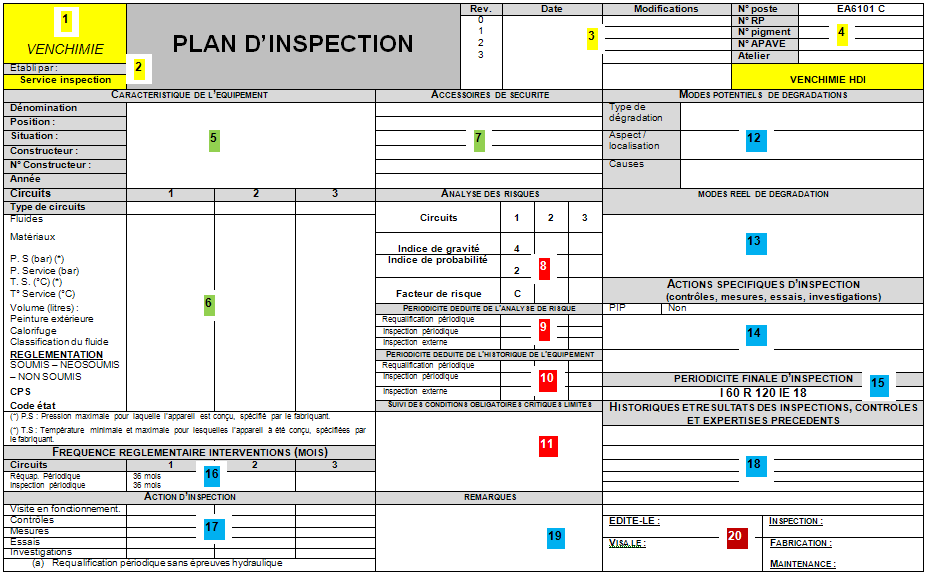 1
VENCHIMIE
Etabli par :
Service inspection
2
PLAN D'INSPECTION
Rev. Date Modifications
0
1
2
3
3
N° poste EA6101 C
N° RP
N° pigment 4
N° APAVE
Atelier
VENCHIMIE HDI
CARACTERISTIQUE DE L'EQUIPEMENT
Dénomination
Position :
Situation :
Constructeur :
N° Constructeur :
Année
5
ACCESSOIRES DE SECURITE
7
MODES POTENTIELS DE DEGRADATIONS
Type de
dégradation
Aspect /
localisation
Causes
12
Circuits 1 2 3
Type de circuits
Fluides
Matériaux
P. S (bar) (*)
P. Service (bar)
T. S. (°C) (*)
T° Service (°C)
Volume (litres) :
Peinture extérieure
Calorifuge
Classification du fluide
REGLEMENTATION
SOUMIS – NEOSOUMIS
– NON SOUMIS
CPS
Code état
6
(*) P.S : Pression maximale pour laquelle l'appareil est conçu, spécifié par le fabriquant.
(*) T.S : Température minimale et maximale pour lesquelles l'appareil à été conçu, spécifiées par
le fabriquant.
ANALYSE DES RISQUES
Circuits 1 2 3
Indice de gravité 4
Indice de probabilité 2
8
Facteur de risque C
PERIODICITE DEDUITE DE L'ANALYSE DE RISQUE
Requalification périodique
Inspection périodique
Inspection externe
9
PERIODICITE DEDUITE DE L'HISTORIQUE DE L'EQUIPEMENT
Requalification périodique
Inspection périodique
Inspection externe
10
SUIVI DES CONDITIONS OBLIGATOIRES CRITIQUES LIMITES
11
MODES REEL DE DEGRADATION
13
ACTIONS SPECIFIQUES D'INSPECTION
(contrôles, mesures, essais, investigations)
PIP Non
14
PERIODICITE FINALE D'INSPECTION 15
I 60 R 120 IE 18
HISTORIQUES ET RESULTATS DES INSPECTIONS, CONTROLES
ET EXPERTISES PRECEDENTS
18
FREQUENCE REGLEMENTAIRE INTERVENTIONS (MOIS)
Circuits 1 2 3
Réquap. Périodique 36 mois
Inspection périodique 36 mois
16
ACTION D'INSPECTION
Visite en fonctionnement.
Contrôles
Mesures
Essais
Investigations
17
(a) Requalification périodique sans épreuves hydraulique
REMARQUES
19
EDITE-LE :
VISA.LE :
20
INSPECTION :
FABRICATION :
MAINTENANCE :